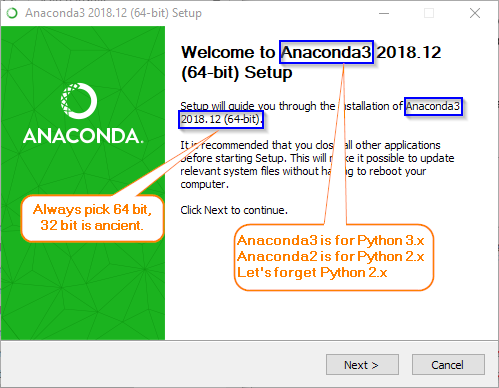 Anaconda3 2018.12 (64-bit) Setup
Welcome to Anaconda3 2018.12
(64-bit) Setup
Setup will guide you through the installation of Anaconda3
2018.12 (64-bit).
ANACONDA.
It is recommended that you close all other applications
before starting Setup. This will make it possible to update
relevant system files without having to reboot your
computer.
Always pick 64 bit,
32 bit is ancient.
Click Next to continue.
Anaconda3 is for Python 3.x
Anaconda2 is for Python 2.x
Let's forget Python 2.x
Next >
Cancel